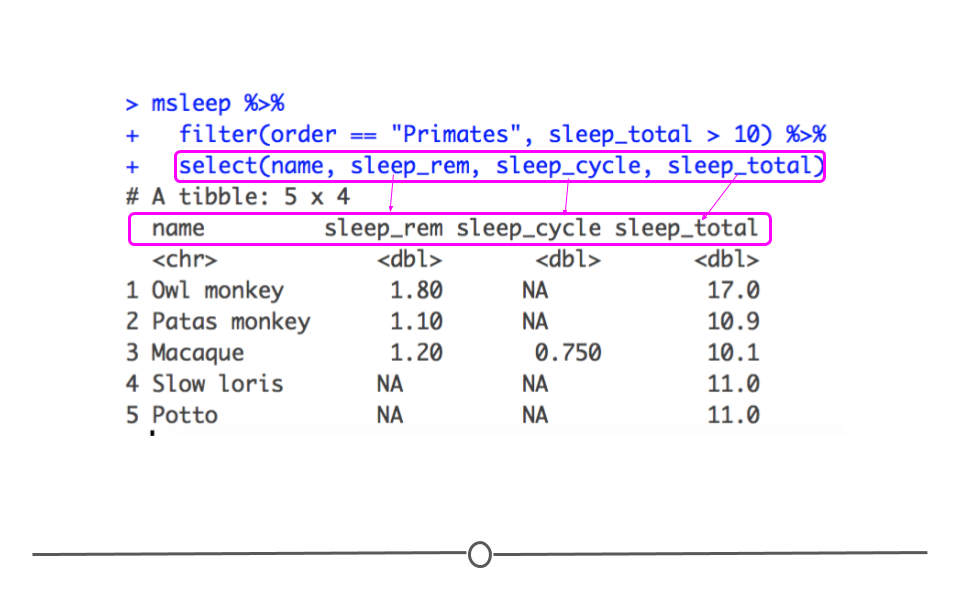 > msleep %>%
+ filter(order == "Primates", sleep_total > 10) %>%
+ select(name, sleep_rem, sleep_cycle, sleep_total)
# A tibble: 5 x 4
name sleep_rem sleep_cycle sleep_total
<chr> <dbl> <dbl> <dbl>
1 Owl monkey 1.80 NA 17.0
2 Patas monkey 1.10 NA 10.9
3 Macaque 1.20 0.750 10.1
4 Slow loris NA NA 11.0
5 Potto NA NA 11.0